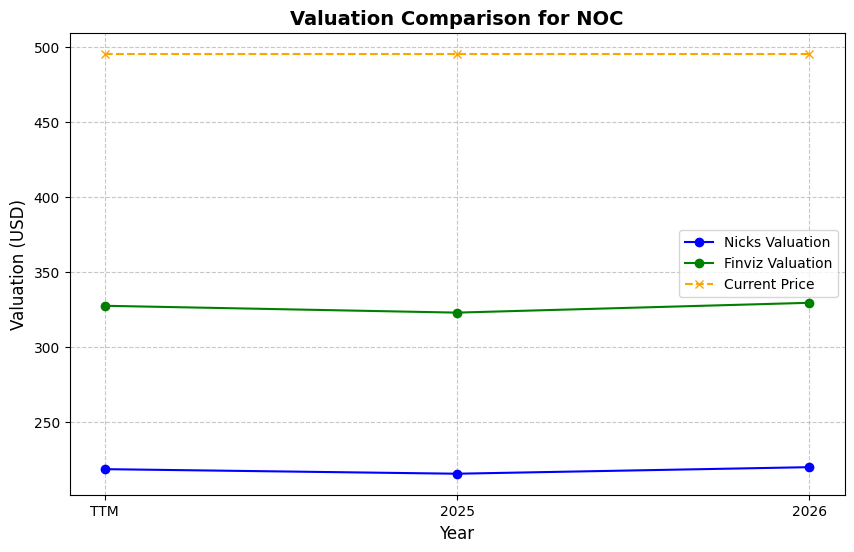 Valuation Comparison for NOC
Valuation (USD)
500
450
400
350
300
250
Nicks Valuation
Finviz Valuation
Current Price
TTM
2025
2026
Year